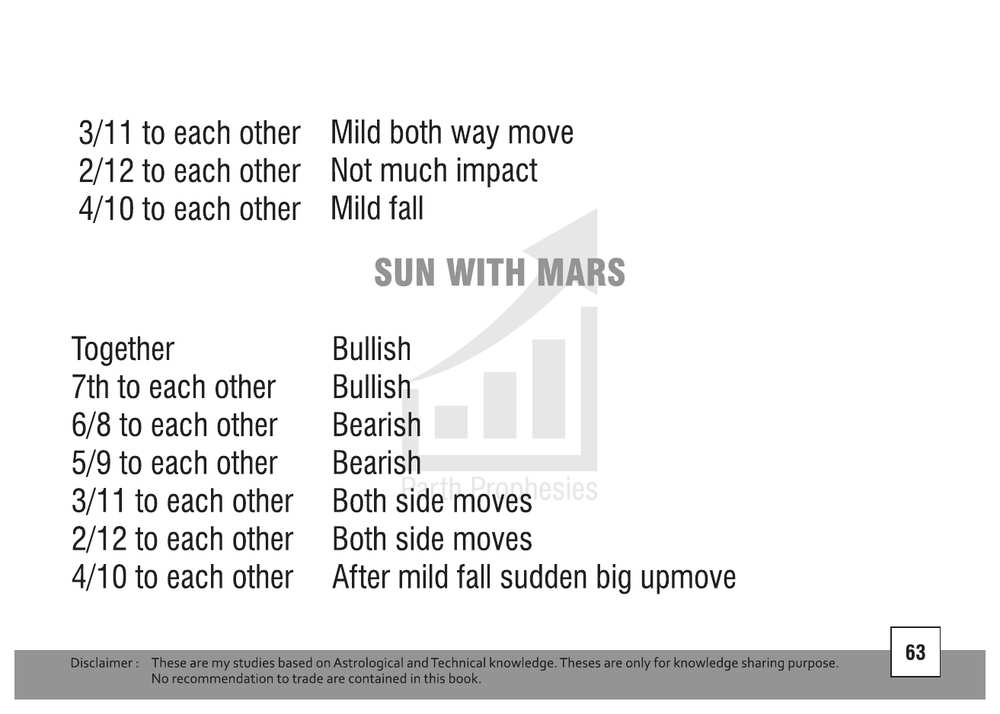 3/11 to each other Mild both way move
2/12 to each other Not much impact
4/10 to each other Mild fall
SUN WITH MARS
Together Bullish
7th to each other Bullish
6/8 to each other Bearish
5/9 to each other Bearish
Parth Prophesies
3/11 to each other Both side moves
2/12 to each other Both side moves
4/10 to each other After mild fall sudden big upmove
Disclaimer : These are my studies based on Astrological and Technical knowledge. Theses are only for knowledge sharing purpose.
No recommendation to trade are contained in this book.
63